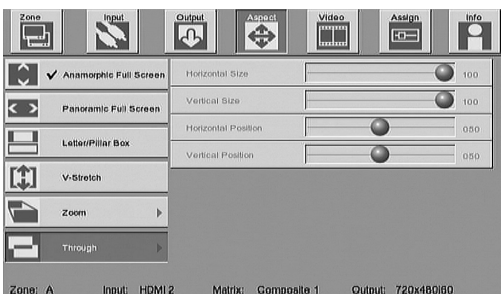 Zone Input Output Aspect Video Assign Info
✓ Anamorphic Full Screen
Panoramic Full Screen
Letter/Pillar Box
V-Stretch
Zoom
Through
Horizontal Size 100
Vertical Size 100
Horizontal Position 050
Vertical Position 050
Zone: A Input: HDMI 2 Matrix: Composite 1 Output: 720x480i60